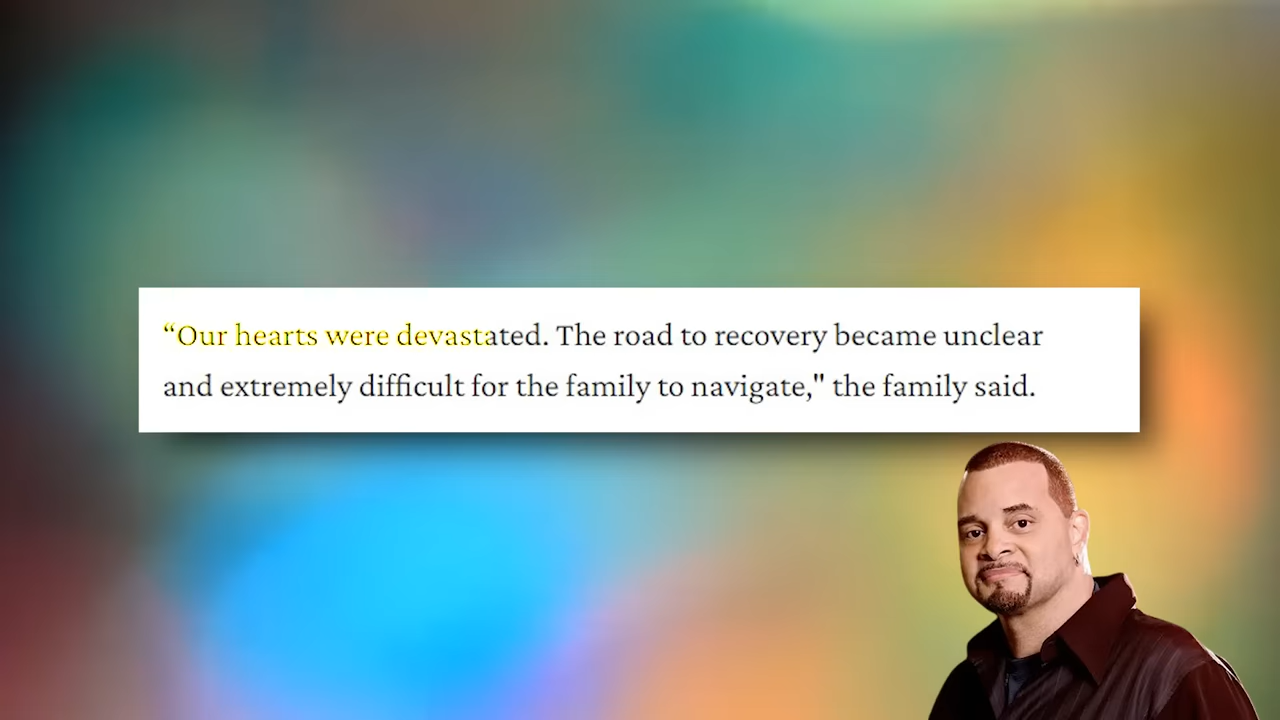 “Our hearts were devastated. The road to recovery became unclear
and extremely difficult for the family to navigate," the family said.